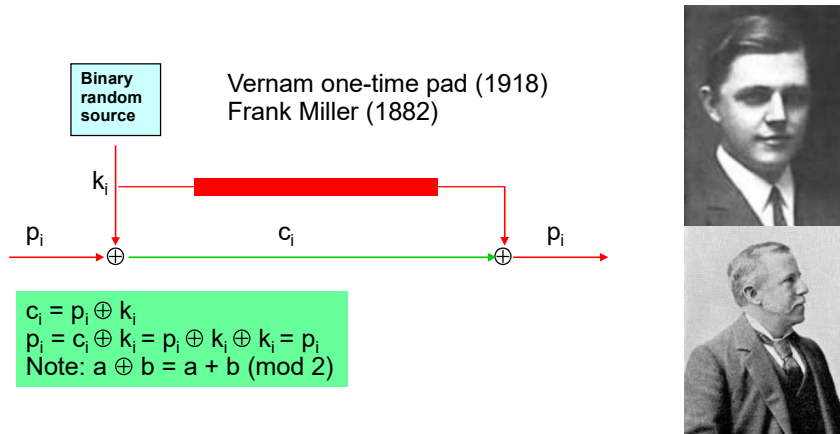 Binary
random
source
Vernam one-time pad (1918)
Frank Miller (1882)
kᵢ
pᵢ
cᵢ
pᵢ
cᵢ = pᵢ ⊕ kᵢ
pᵢ = cᵢ ⊕ kᵢ = pᵢ ⊕ kᵢ ⊕ kᵢ = pᵢ
Note: a ⊕ b = a + b (mod 2)